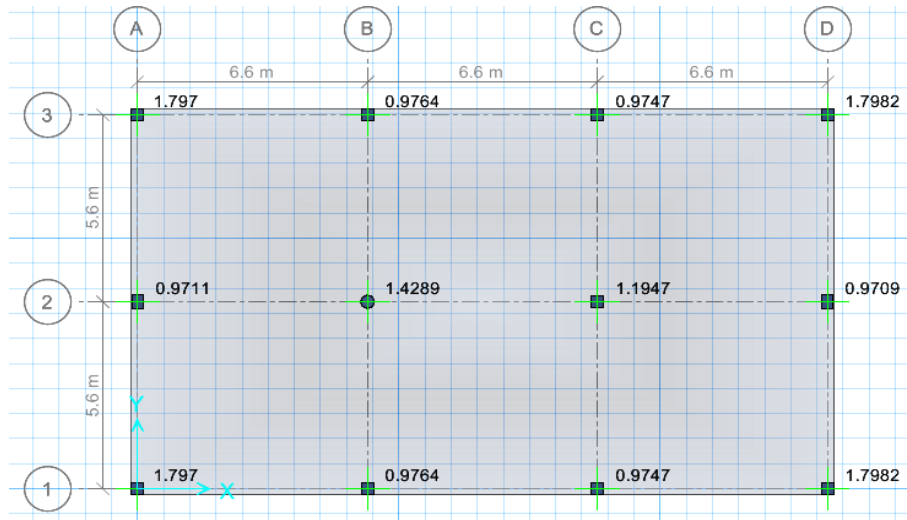 A B C D
6.6 m 6.6 m 6.6 m
3 1.797 0.9764 0.9747 1.7982
5.6 m
2 0.9711 1.4289 1.1947 0.9709
5.6 m
Y
1 1.797 0.9764 0.9747 1.7982
X